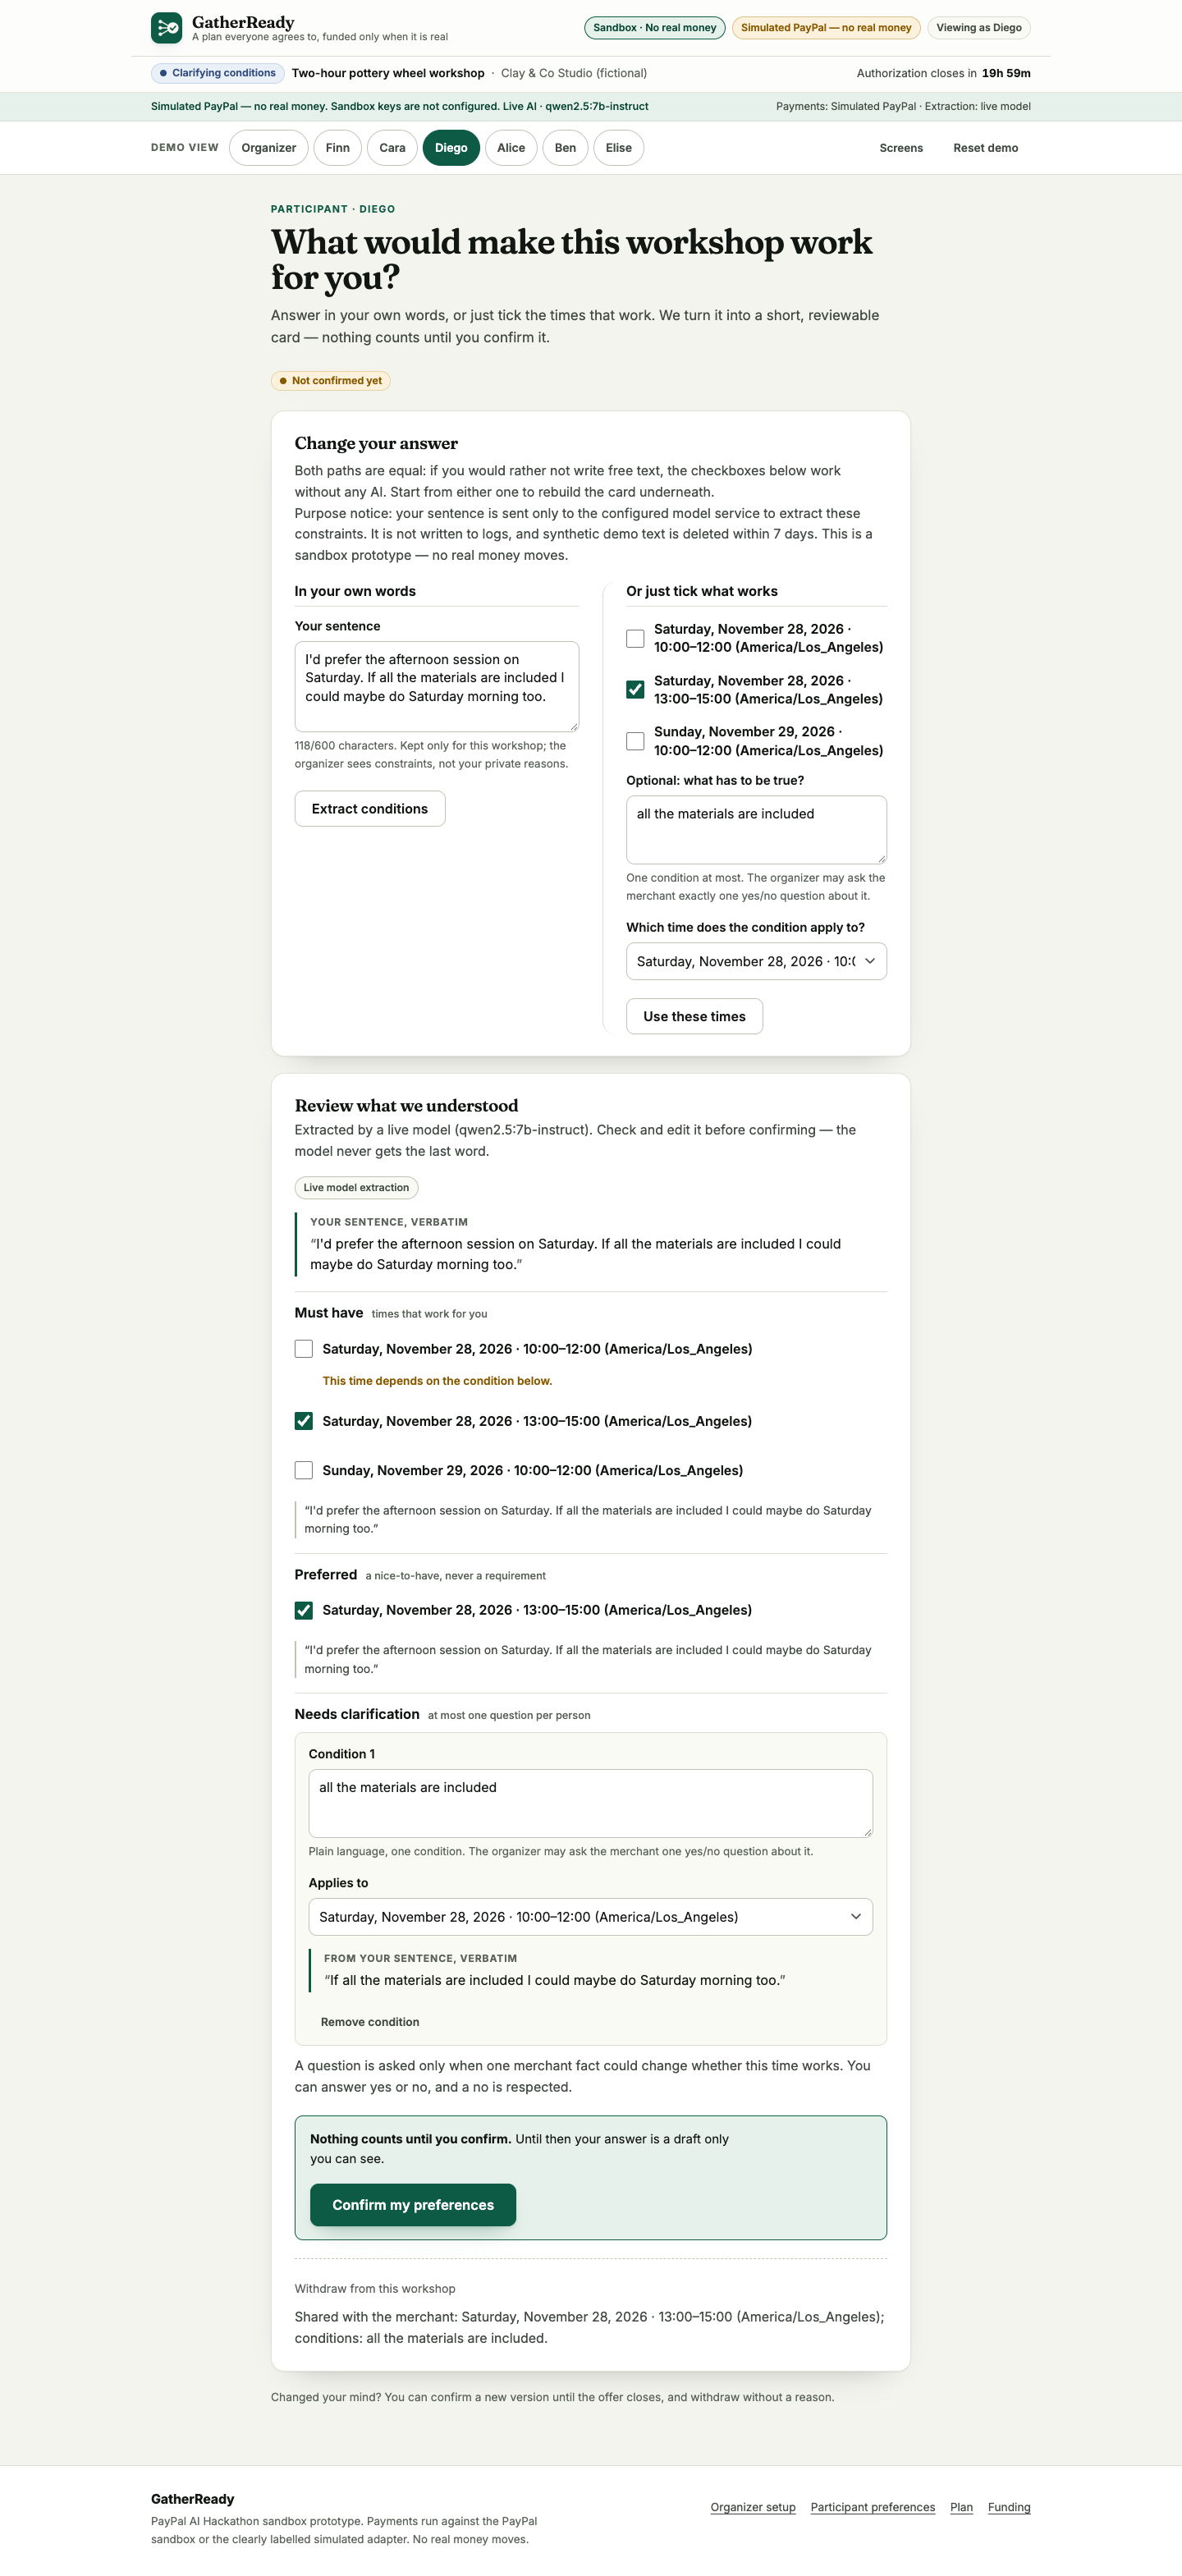 GatherReady
A plan everyone agrees to, funded only when it is real
Sandbox · No real money
Simulated PayPal — no real money
Viewing as Diego
Clarifying conditions
Two-hour pottery wheel workshop · Clay & Co Studio (fictional)
Authorization closes in 19h 59m
Simulated PayPal — no real money. Sandbox keys are not configured. Live AI · qwen2.5:7b-instruct
Payments: Simulated PayPal · Extraction: live model
DEMO VIEW
Organizer
Finn
Cara
Diego
Alice
Ben
Elise
Screens
Reset demo
PARTICIPANT · DIEGO
What would make this workshop work
for you?
Answer in your own words, or just tick the times that work. We turn it into a short, reviewable
card — nothing counts until you confirm it.
Not confirmed yet
Change your answer
Both paths are equal: if you would rather not write free text, the checkboxes below work
without any AI. Start from either one to rebuild the card underneath.
Purpose notice: your sentence is sent only to the configured model service to extract these
constraints. It is not written to logs, and synthetic demo text is deleted within 7 days. This is a
sandbox prototype — no real money moves.
In your own words
Your sentence
I'd prefer the afternoon session on
Saturday. If all the materials are included I
could maybe do Saturday morning too.
118/600 characters. Kept only for this workshop; the
organizer sees constraints, not your private reasons.
Extract conditions
Or just tick what works
Saturday, November 28, 2026 ·
10:00–12:00 (America/Los_Angeles)
Saturday, November 28, 2026 ·
13:00–15:00 (America/Los_Angeles)
Sunday, November 29, 2026 ·
10:00–12:00 (America/Los_Angeles)
Optional: what has to be true?
all the materials are included
One condition at most. The organizer may ask the
merchant exactly one yes/no question about it.
Which time does the condition apply to?
Saturday, November 28, 2026 · 10:0
Use these times
Review what we understood
Extracted by a live model (qwen2.5:7b-instruct). Check and edit it before confirming — the
model never gets the last word.
Live model extraction
YOUR SENTENCE, VERBATIM
“I'd prefer the afternoon session on Saturday. If all the materials are included I could
maybe do Saturday morning too.”
Must have times that work for you
Saturday, November 28, 2026 · 10:00–12:00 (America/Los_Angeles)
This time depends on the condition below.
Saturday, November 28, 2026 · 13:00–15:00 (America/Los_Angeles)
Sunday, November 29, 2026 · 10:00–12:00 (America/Los_Angeles)
“I'd prefer the afternoon session on Saturday. If all the materials are included I could maybe do Saturday
morning too.”
Preferred a nice-to-have, never a requirement
Saturday, November 28, 2026 · 13:00–15:00 (America/Los_Angeles)
“I'd prefer the afternoon session on Saturday. If all the materials are included I could maybe do Saturday
morning too.”
Needs clarification at most one question per person
Condition 1
all the materials are included
Plain language, one condition. The organizer may ask the merchant one yes/no question about it.
Applies to
Saturday, November 28, 2026 · 10:00–12:00 (America/Los_Angeles)
FROM YOUR SENTENCE, VERBATIM
“If all the materials are included I could maybe do Saturday morning too.”
Remove condition
A question is asked only when one merchant fact could change whether this time works. You
can answer yes or no, and a no is respected.
Nothing counts until you confirm. Until then your answer is a draft only
you can see.
Confirm my preferences
Withdraw from this workshop
Shared with the merchant: Saturday, November 28, 2026 · 13:00–15:00 (America/Los_Angeles);
conditions: all the materials are included.
Changed your mind? You can confirm a new version until the offer closes, and withdraw without a reason.
GatherReady
PayPal AI Hackathon sandbox prototype. Payments run against the PayPal
sandbox or the clearly labelled simulated adapter. No real money moves.
Organizer setup
Participant preferences
Plan
Funding